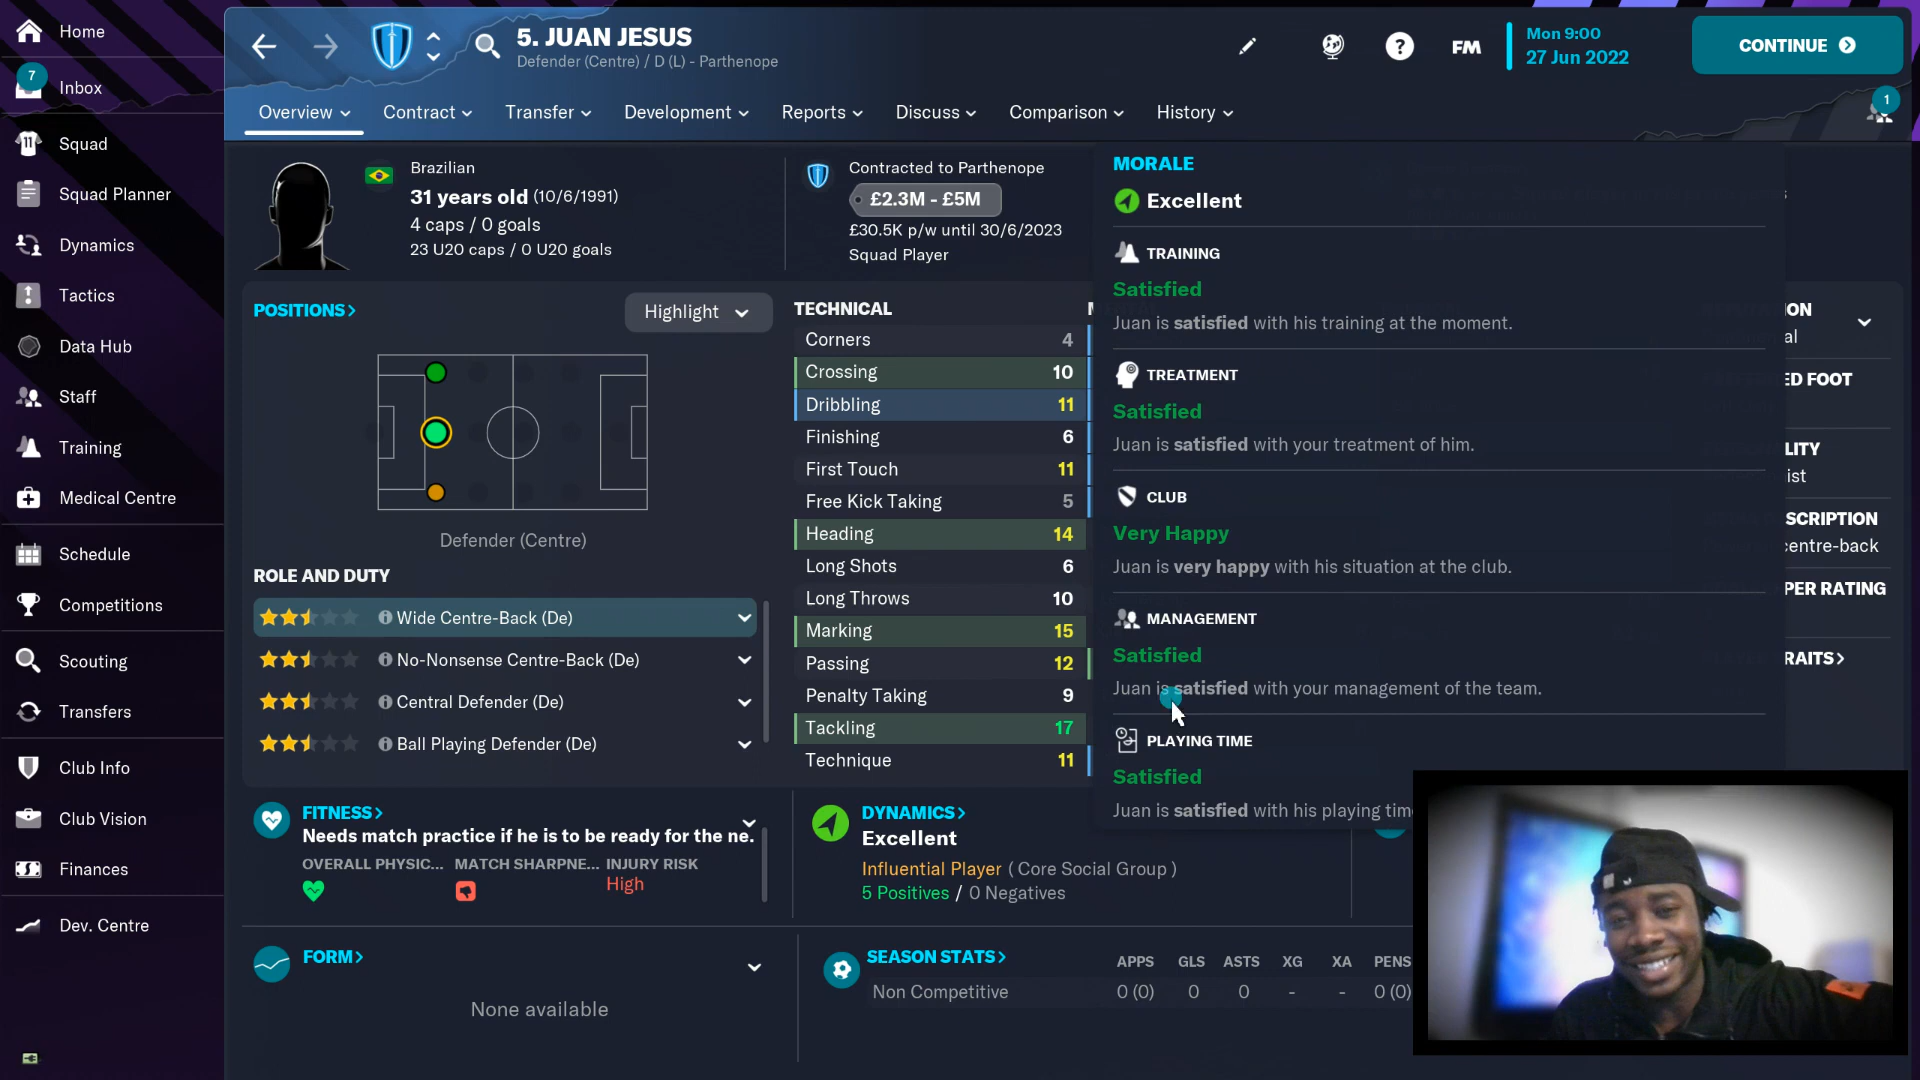 Home
7
Inbox
Squad
Squad Planner
Dynamics
Tactics
Data Hub
Staff
Training
Medical Centre
Schedule
Competitions
Scouting
Transfers
Club Info
Club Vision
Finances
Dev. Centre
5. JUAN JESUS
Defender (Centre) / D (L) - Parthenope
FM
Mon 9:00
27 Jun 2022
CONTINUE
Overview
Contract
Transfer
Development
Reports
Discuss
Comparison
History
1
Brazilian
31 years old (10/6/1991)
4 caps / 0 goals
23 U20 caps / 0 U20 goals
Contracted to Parthenope
£2.3M - £5M
£30.5K p/w until 30/6/2023
Squad Player
POSITIONS
Highlight
Defender (Centre)
ROLE AND DUTY
Wide Centre-Back (De)
No-Nonsense Centre-Back (De)
Central Defender (De)
Ball Playing Defender (De)
TECHNICAL
Corners 4
Crossing 10
Dribbling 11
Finishing 6
First Touch 11
Free Kick Taking 5
Heading 14
Long Shots 6
Long Throws 10
Marking 15
Passing 12
Penalty Taking 9
Tackling 17
Technique 11
MORALE
Excellent
TRAINING
Satisfied
Juan is satisfied with his training at the moment.
TREATMENT
Satisfied
Juan is satisfied with your treatment of him.
CLUB
Very Happy
Juan is very happy with his situation at the club.
MANAGEMENT
Satisfied
Juan is satisfied with your management of the team.
PLAYING TIME
Satisfied
Juan is satisfied with his playing time
ION
al
ED FOOT
LITY
ist
SCRIPTION
centre-back
PER RATING
RAITS
FITNESS
Needs match practice if he is to be ready for the ne.
OVERALL PHYSIC... MATCH SHARPNE... INJURY RISK
High
DYNAMICS
Excellent
Influential Player ( Core Social Group )
5 Positives / 0 Negatives
FORM
None available
SEASON STATS
APPS GLS ASTS XG XA PENS
Non Competitive 0 (0) 0 0 - - 0 (0)